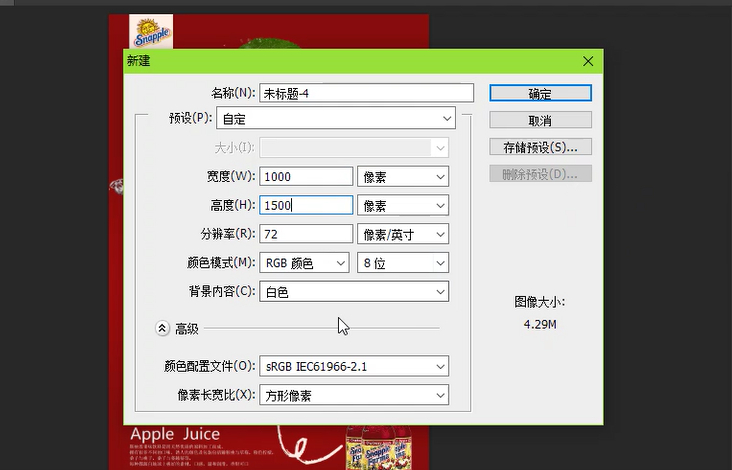 Snapple
新建
名称(N): 未标题-4
确定
预设(P): 自定
取消
大小(I):
存储预设(S)...
宽度(W): 1000 像素
删除预设(D)...
高度(H): 1500 像素
分辨率(R): 72 像素/英寸
颜色模式(M): RGB 颜色 8 位
背景内容(C): 白色
图像大小:
4.29M
高级
颜色配置文件(O): sRGB IEC61966-2.1
像素长宽比(X): 方形像素
Apple Juice